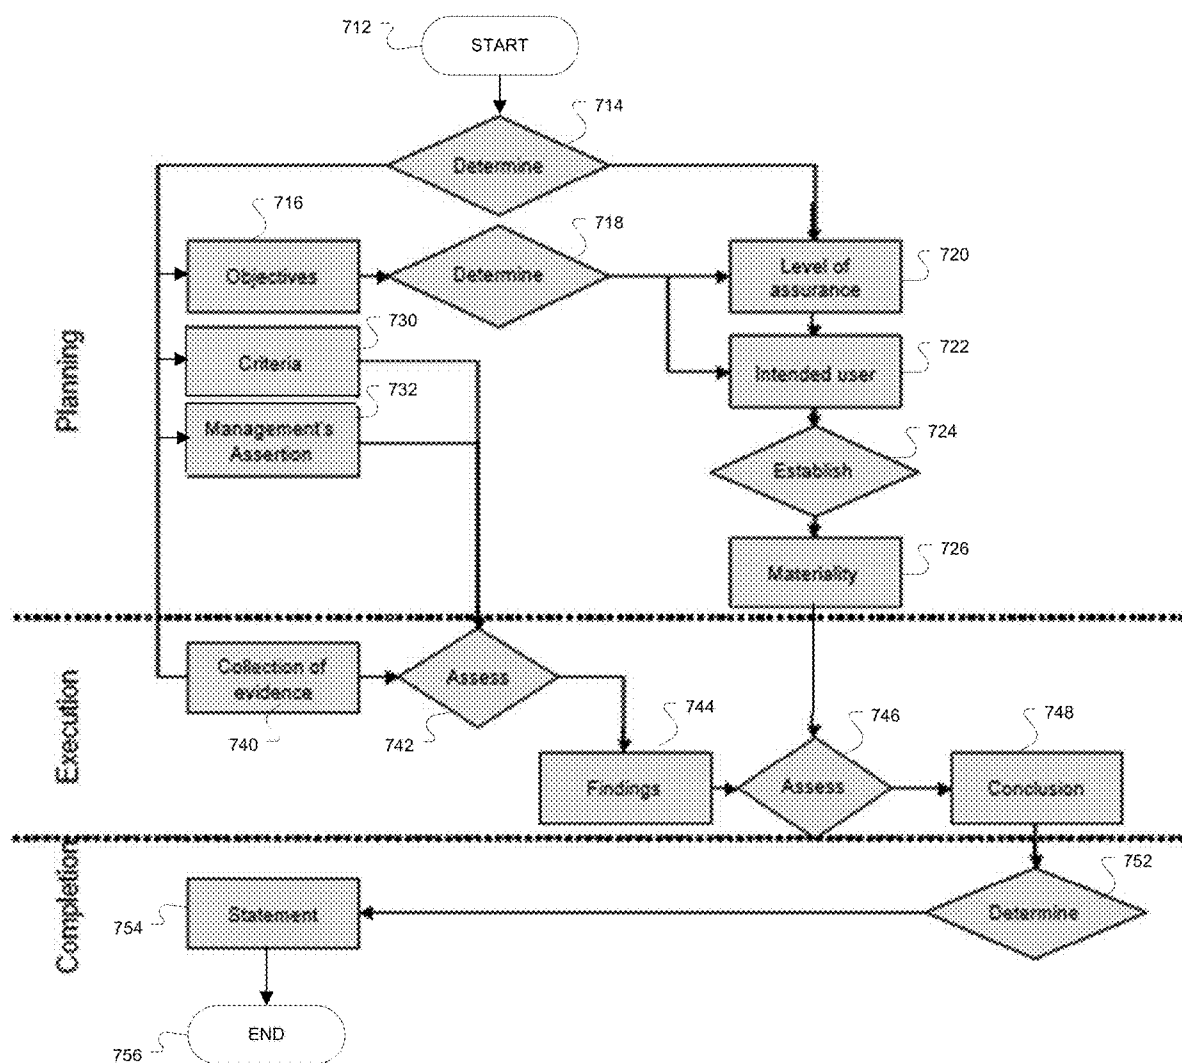 712
START
714
Determine
716
718
Objectives
Determine
Level of
assurance
720
730
Criteria
722
Intended user
732
Management's
Assertion
724
Establish
726
Materiality
Planning
Collection of
evidence
740
Assess
742
744
746
748
Findings
Assess
Conclusion
Execution
752
Determine
Statement
754
END
756
Completion